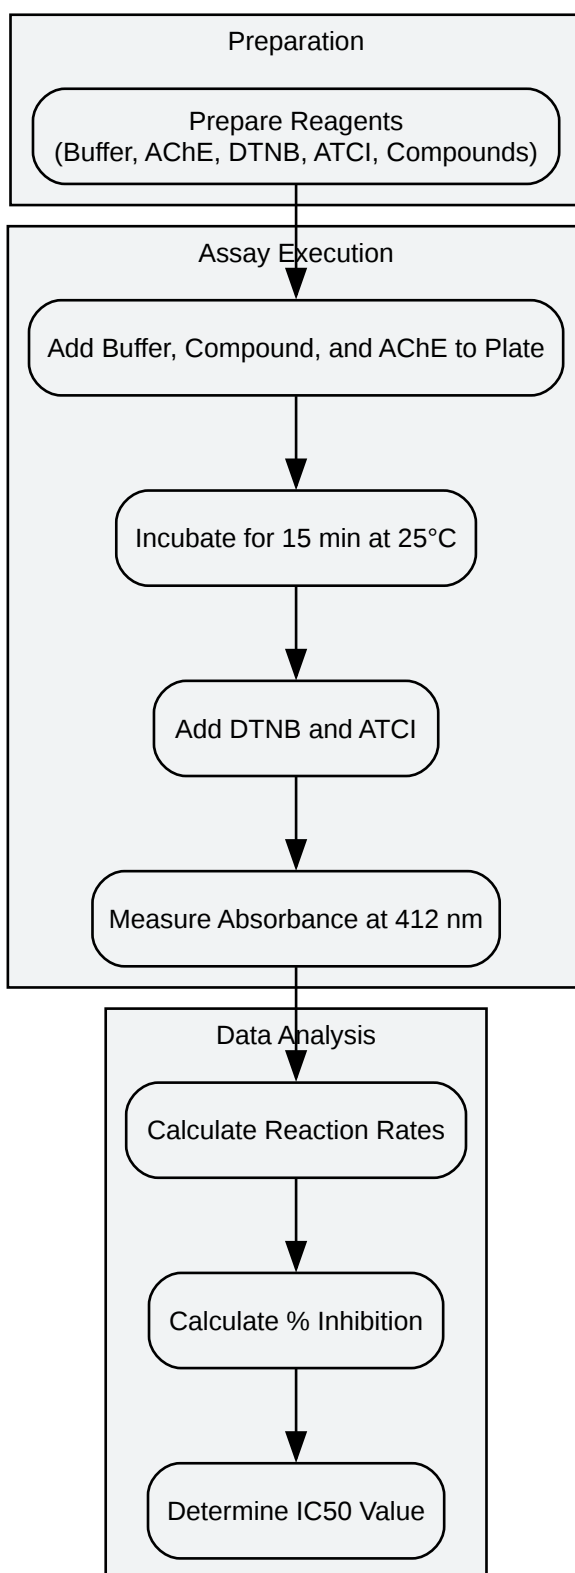 Preparation
Prepare Reagents
(Buffer, AChE, DTNB, ATCI, Compounds)
Assay Execution
Add Buffer, Compound, and AChE to Plate
Incubate for 15 min at 25°C
Add DTNB and ATCI
Measure Absorbance at 412 nm
Data Analysis
Calculate Reaction Rates
Calculate % Inhibition
Determine IC50 Value